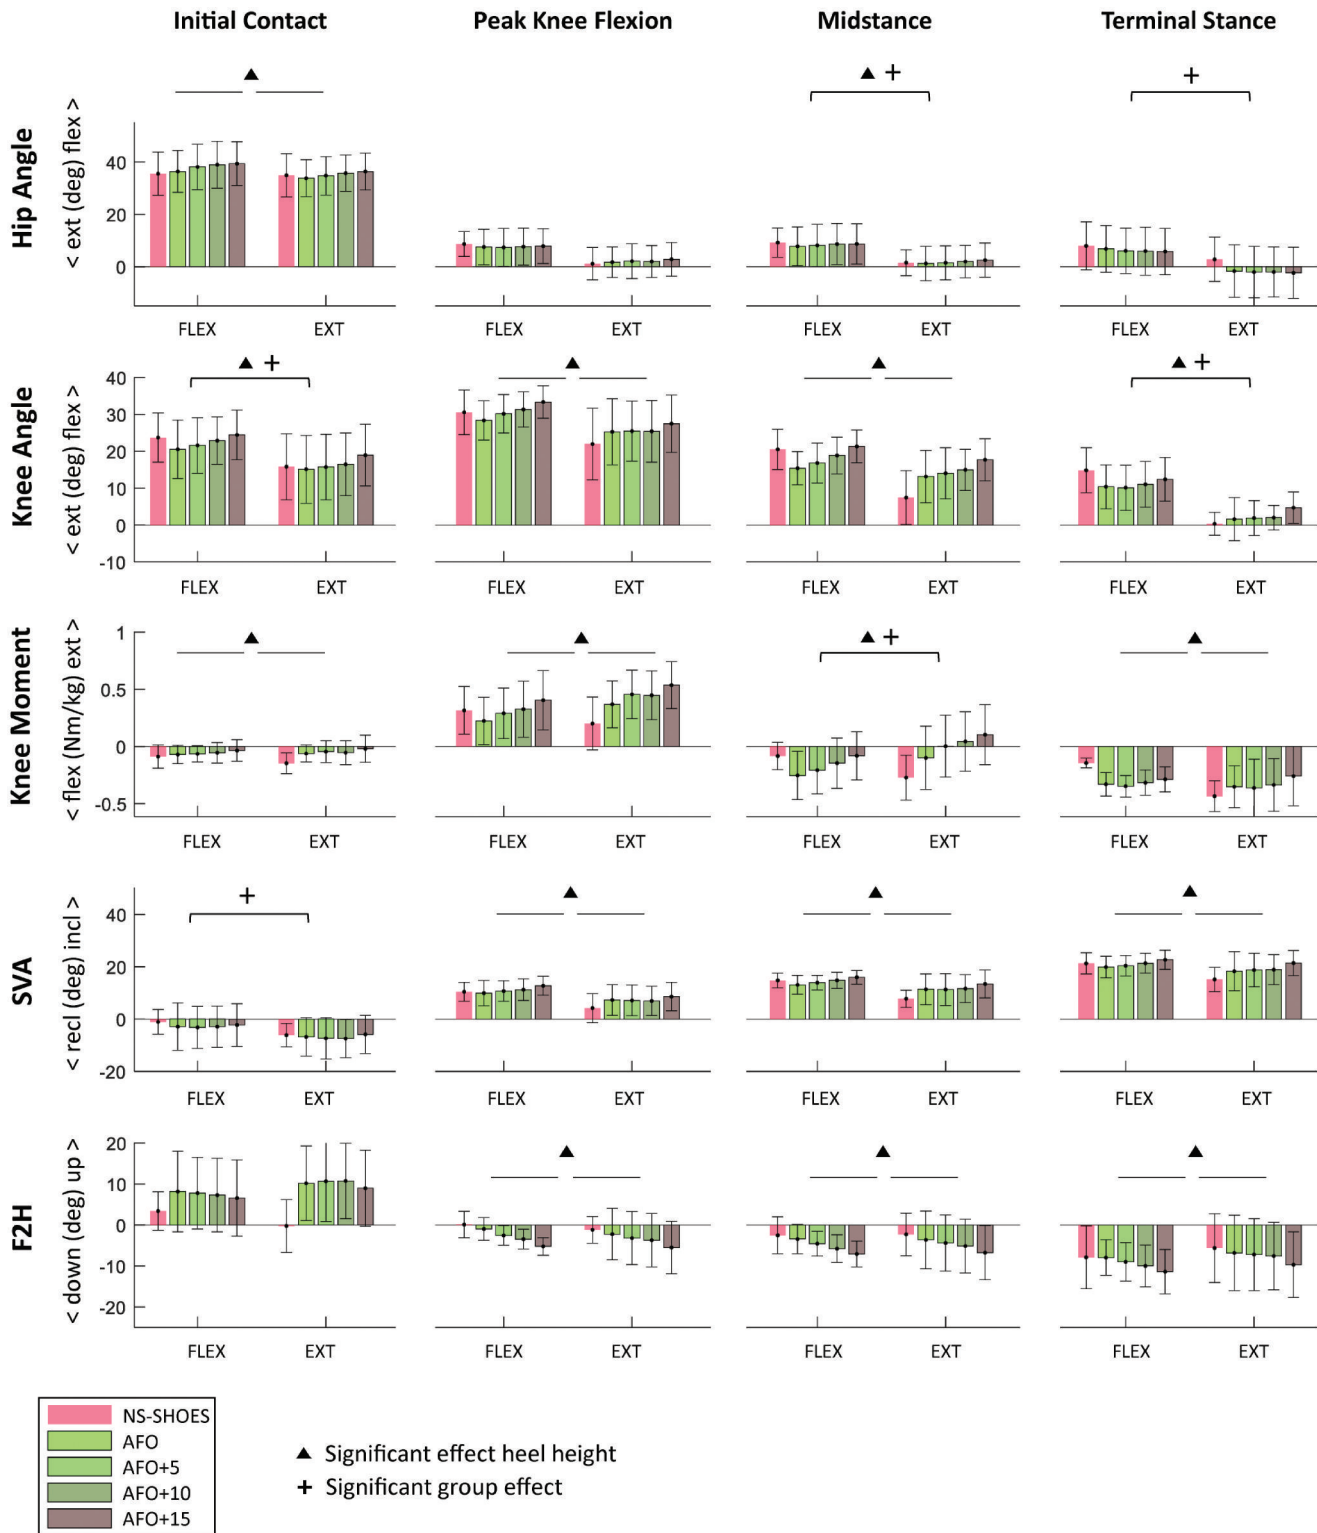 Initial Contact Peak Knee Flexion Midstance Terminal Stance
Hip Angle
< ext (deg) flex >
40
20
0
FLEX EXT FLEX EXT FLEX EXT FLEX EXT
Knee Angle
< ext (deg) flex >
40
30
20
10
0
-10
FLEX EXT FLEX EXT FLEX EXT FLEX EXT
Knee Moment
< flex (Nm/kg) ext >
1
0.5
0
-0.5
FLEX EXT FLEX EXT FLEX EXT FLEX EXT
SVA
< recl (deg) incl >
40
20
0
-20
FLEX EXT FLEX EXT FLEX EXT FLEX EXT
F2H
< down (deg) up >
20
10
0
-10
-20
FLEX EXT FLEX EXT FLEX EXT FLEX EXT
NS-SHOES
AFO
AFO+5
AFO+10
AFO+15
▲ Significant effect heel height
+ Significant group effect